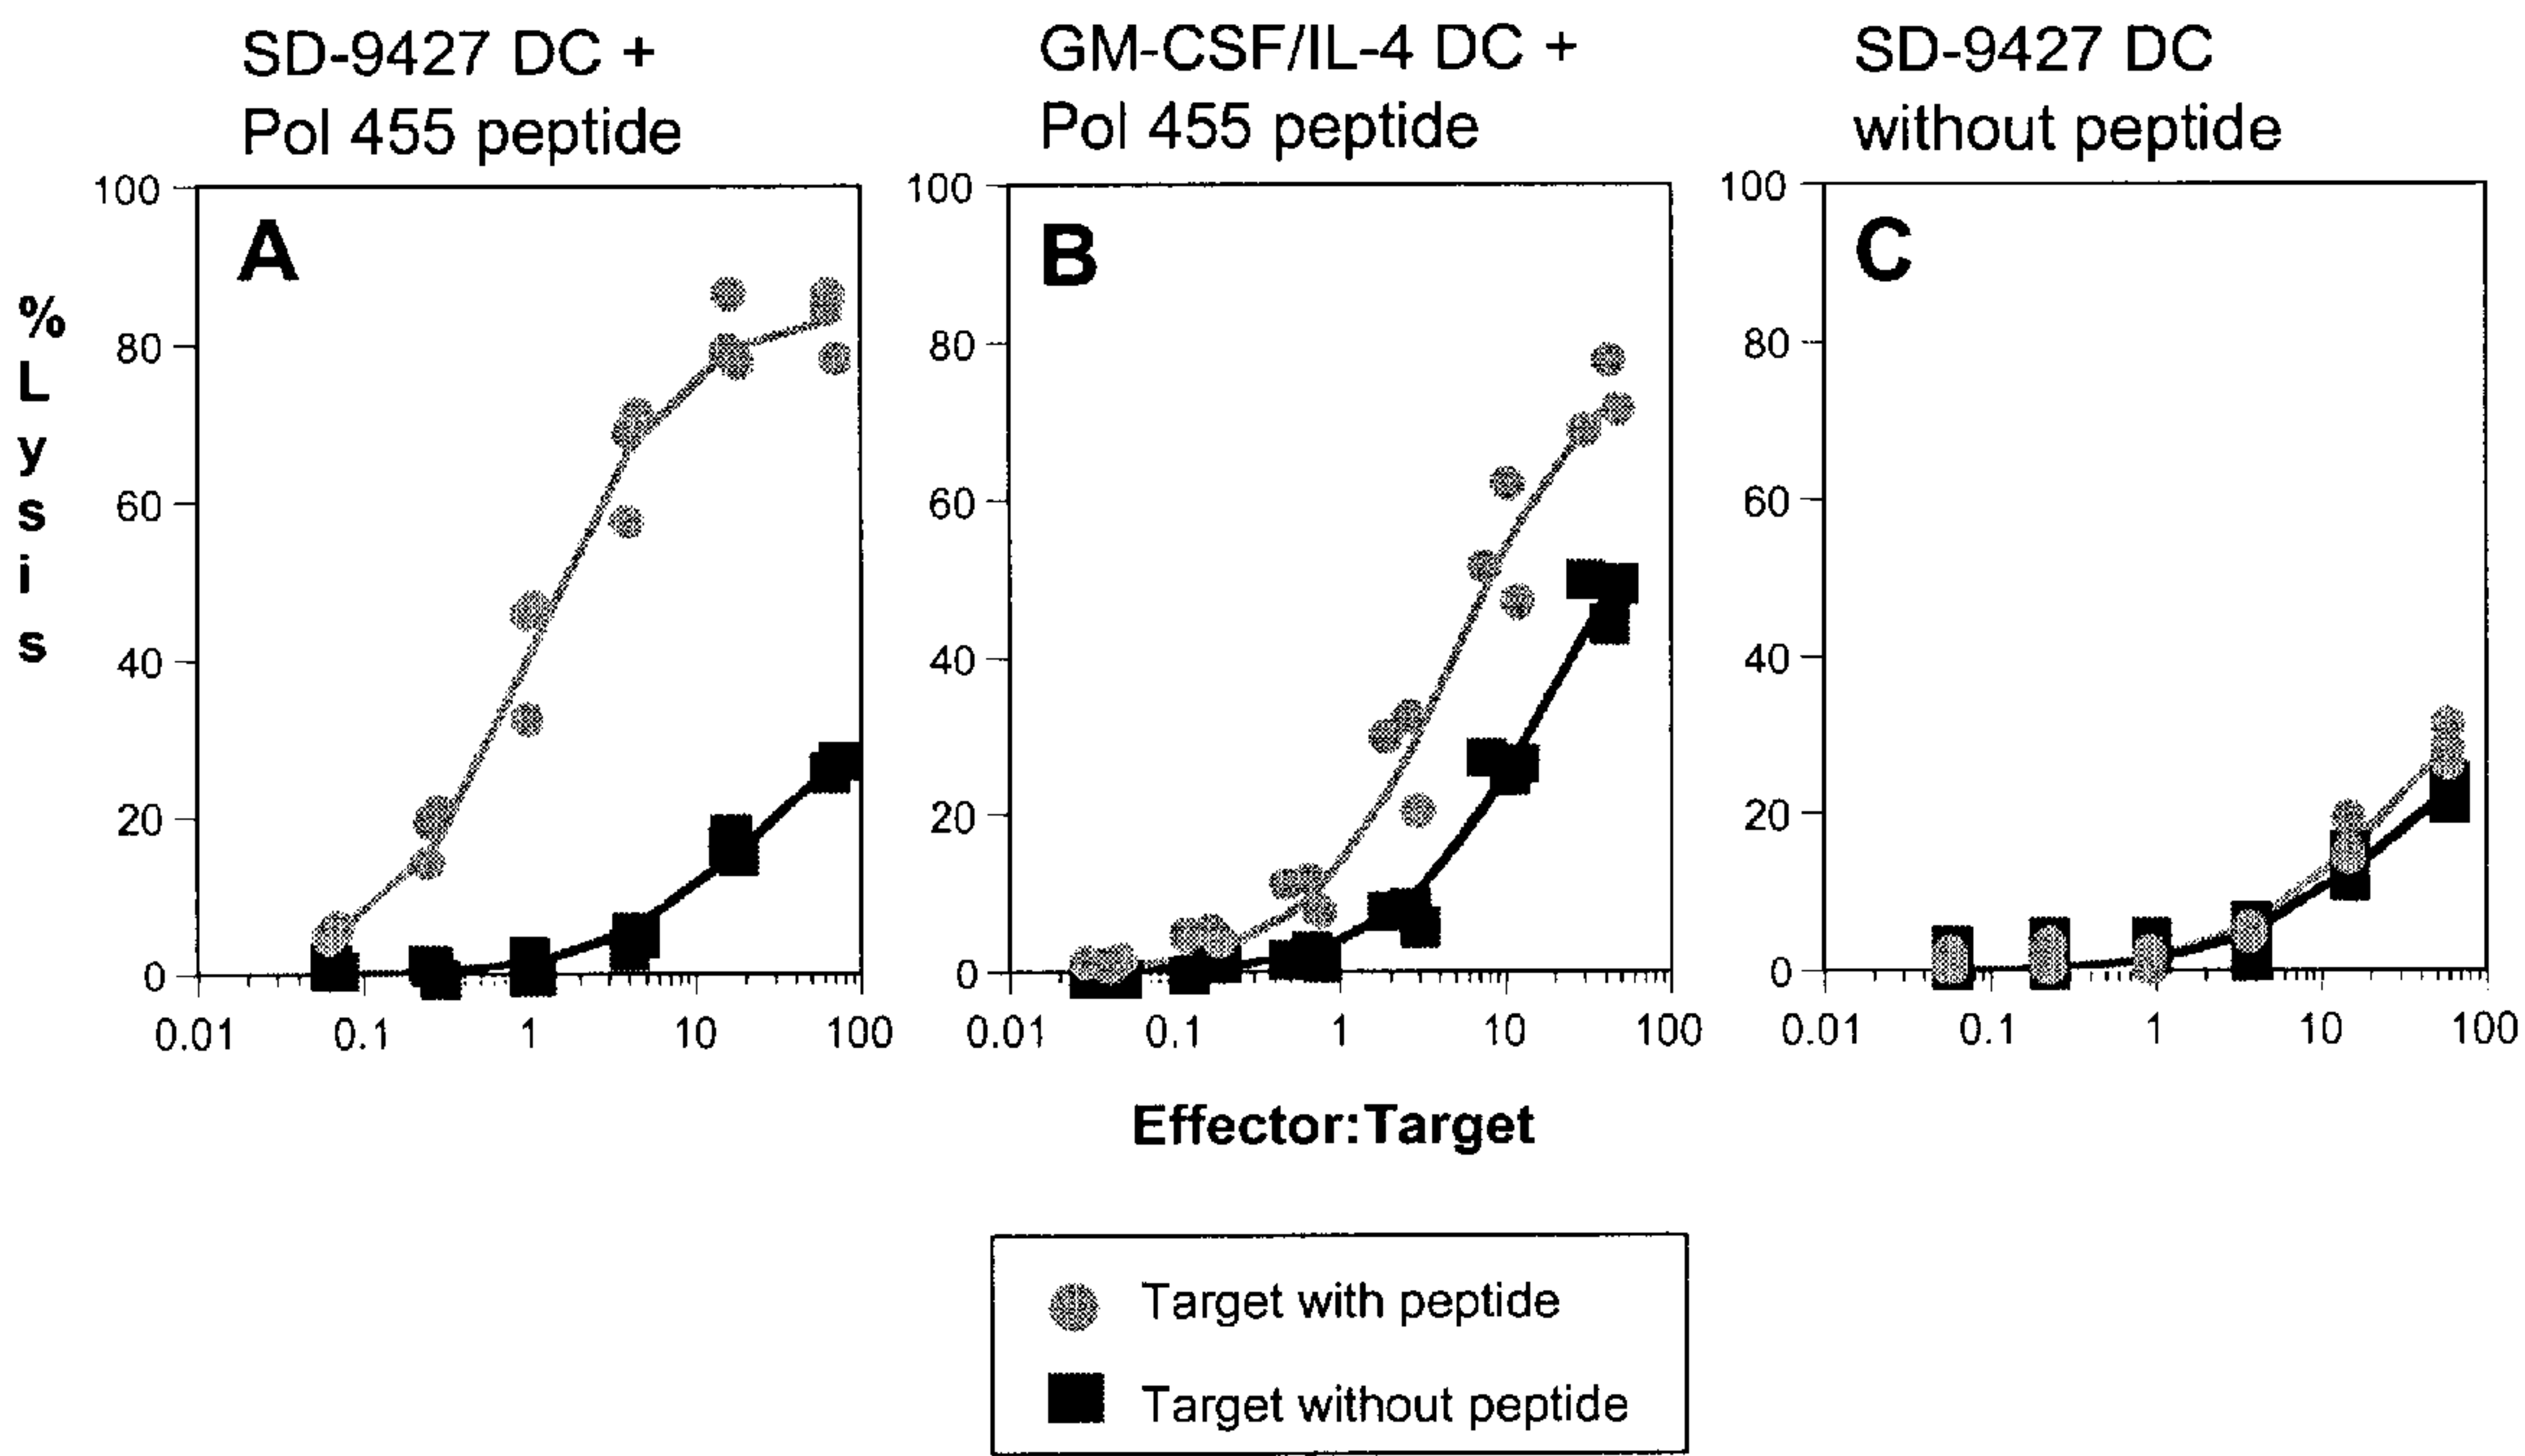 SD-9427 DC +
Pol 455 peptide
GM-CSF/IL-4 DC +
Pol 455 peptide
SD-9427 DC
without peptide
% Lysis
A
100
80
60
40
20
0
0.01 0.1 1 10 100
B
100
80
60
40
20
0
0.01 0.1 1 10 100
C
100
80
60
40
20
0
0.01 0.1 1 10 100
Effector:Target
Target with peptide
Target without peptide